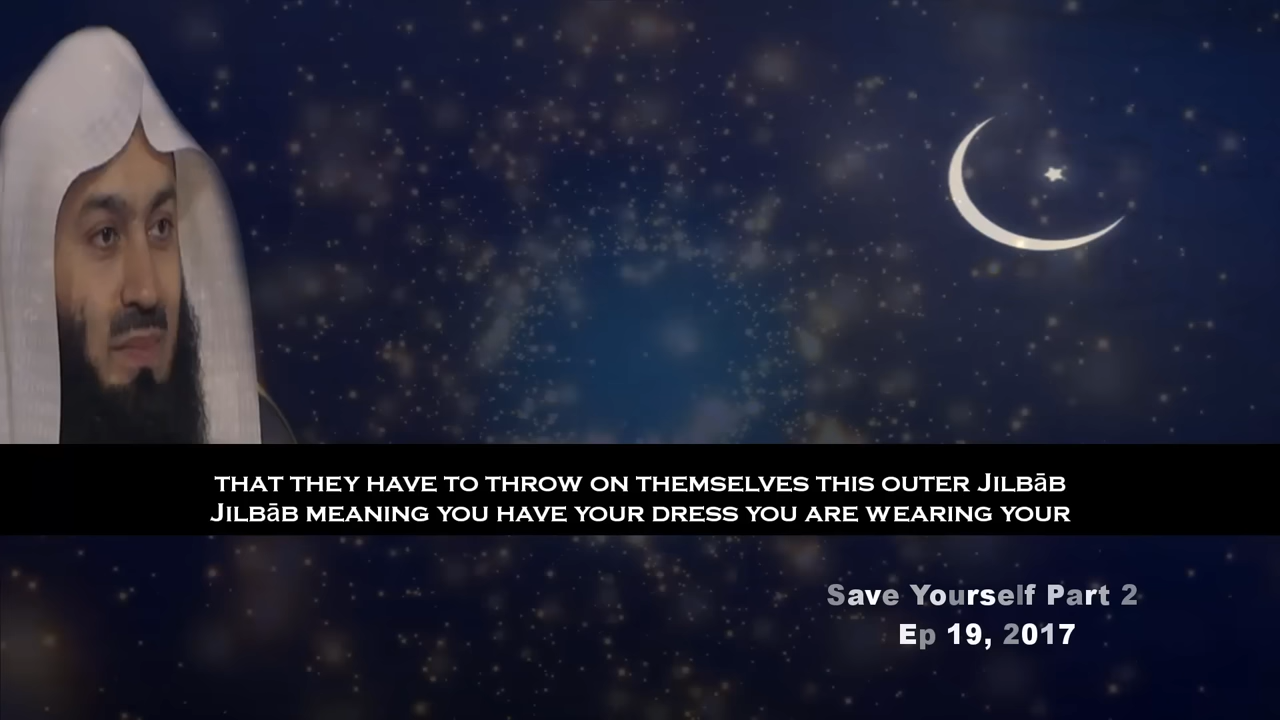 THAT THEY HAVE TO THROW ON THEMSELVES THIS OUTER JILBāB
JILBāB MEANING YOU HAVE YOUR DRESS YOU ARE WEARING YOUR
Save Yourself Part 2
Ep 19, 2017